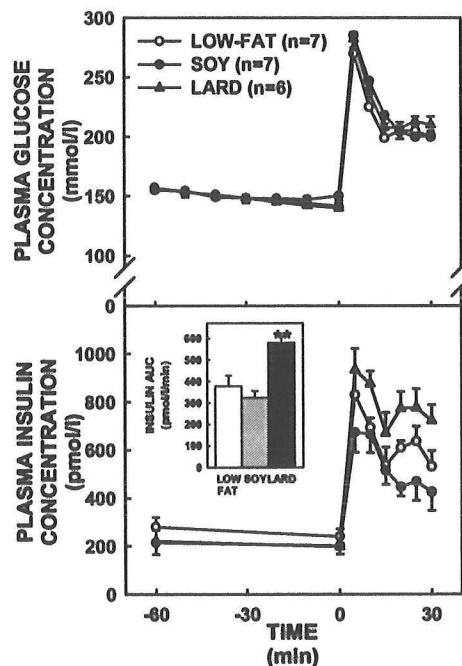 300
250
200
150
100
0
PLASMA GLUCOSE
CONCENTRATION
(mmol/l)
LOW-FAT (n=7)
SOY (n=7)
LARD (n=6)
1000
800
600
400
200
0
PLASMA INSULIN
CONCENTRATION
(pmol/l)
600
500
400
300
200
100
0
INSULIN AUC
(pmol/l/min)
**
LOW SOY LARD
FAT
-60 -30 0 30
TIME
(min)